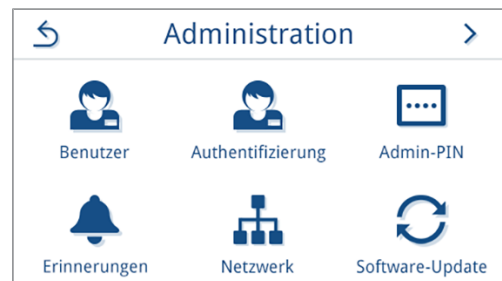 Administration
Benutzer Authentifizierung Admin-PIN
Erinnerungen Netzwerk Software-Update